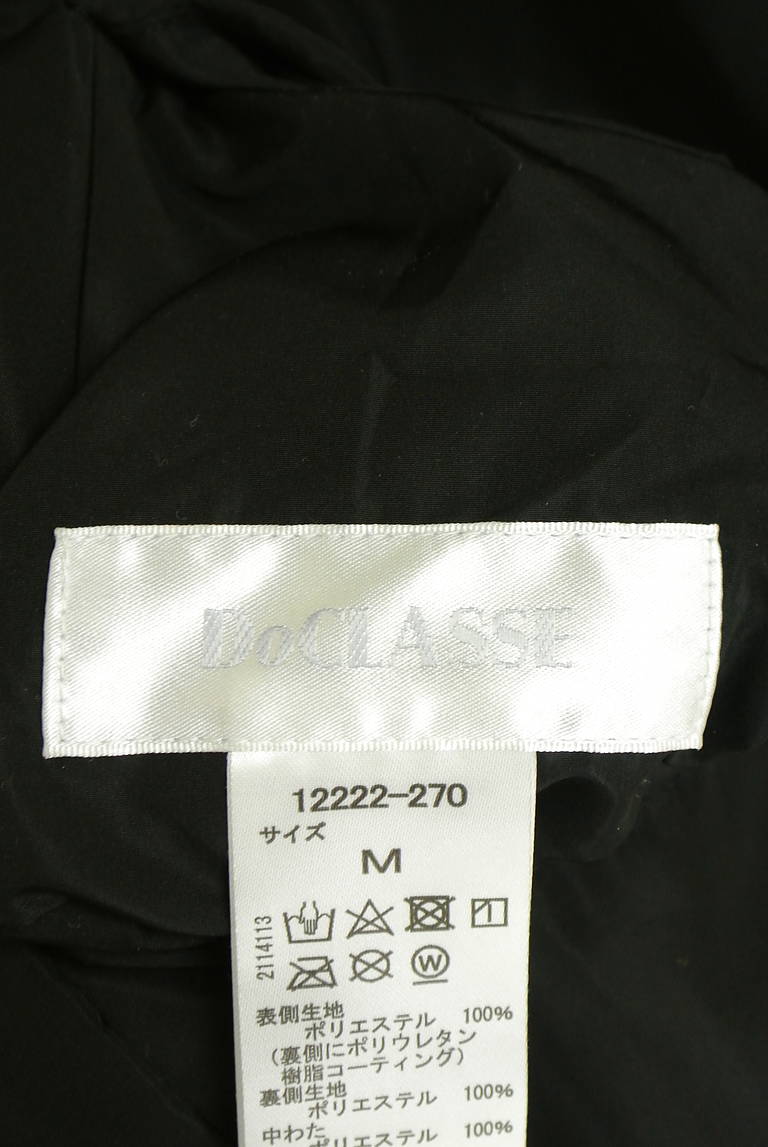 DoCLASSE
12222-270
サイズ
M
2114113
W
表側生地
ポリエステル 100%
（裏側にポリウレタン
樹脂コーティング）
裏側生地
ポリエステル 100%
中わた
ポリエステル 100%